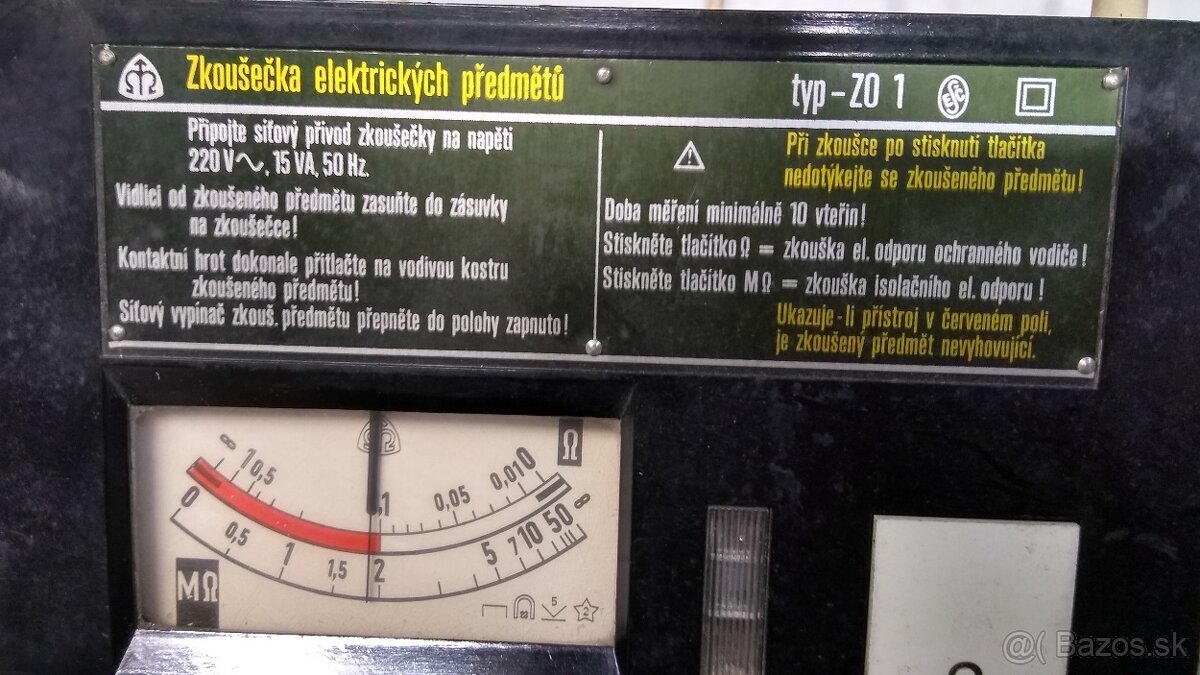 Zkoušečka elektrických předmětů
typ-ZO 1
ESČ
Připojte síťový přívod zkoušečky na napětí
220 V∿, 15 VA, 50 Hz.
Vidlici od zkoušeného předmětu zasuňte do zásuvky
na zkoušečce!
Kontaktní hrot dokonale přitlačte na vodivou kostru
zkoušeného předmětu!
Síťový vypínač zkouš. předmětu přepněte do polohy zapnuto!
Při zkoušce po stisknutí tlačítka
nedotýkejte se zkoušeného předmětu!
Doba měření minimálně 10 vteřin!
Stiskněte tlačítko Ω = zkouška el. odporu ochranného vodiče!
Stiskněte tlačítko MΩ = zkouška isolačního el. odporu!
Ukazuje-li přístroj v červeném poli,
je zkoušený předmět nevyhovující.
∞ 1 0,5 ,1 0,05 0,01 0 Ω
0 0,5 1 1,5 2 5 7 10 50 ∞
MΩ
5 2
@( Bazos.sk